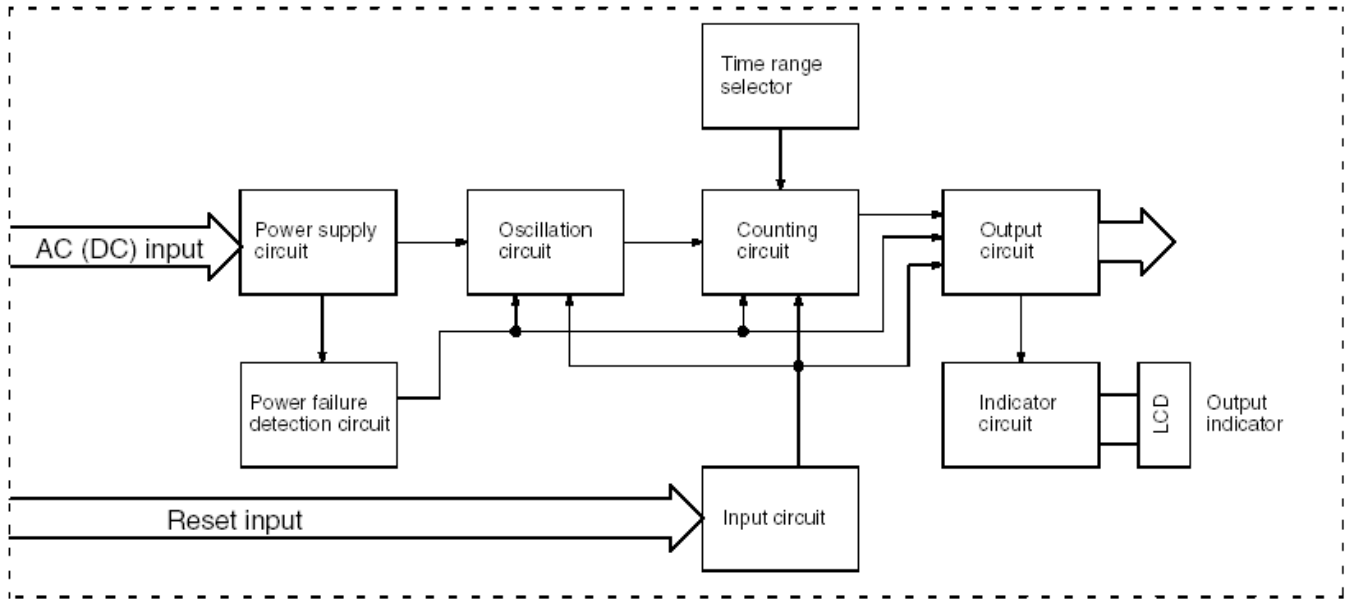 Time range
selector
Power supply
circuit
Oscillation
circuit
Counting
circuit
Output
circuit
AC (DC) input
Power failure
detection circuit
Indicator
circuit
LCD
Output
indicator
Reset input
Input circuit